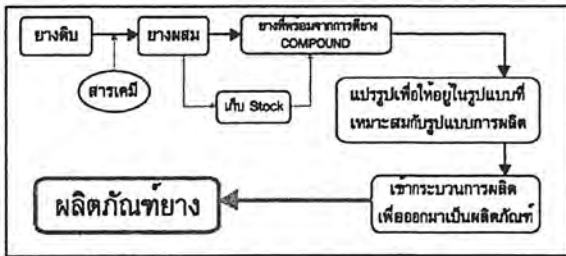 ยางดิบ
ยางผสม
ยางที่พร้อมจากการตียาง
COMPOUND
สารเคมี
เก็บ Stock
แปรรูปเพื่อให้อยู่ในรูปแบบที่
เหมาะสมกับรูปแบบการผลิต
เข้ากระบวนการผลิต
เพื่อออกมาเป็นผลิตภัณฑ์
ผลิตภัณฑ์ยาง